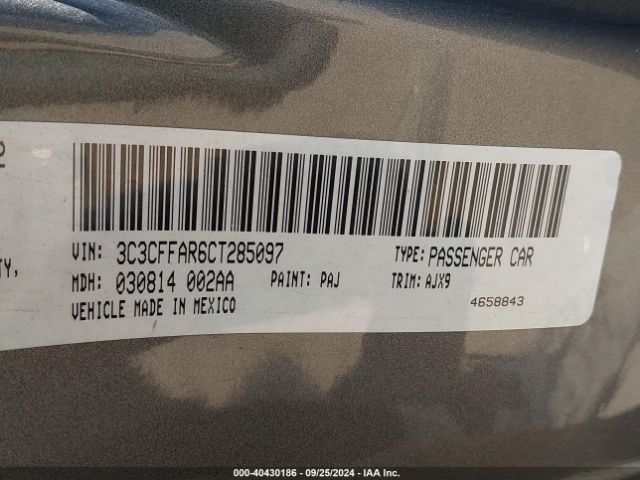 VIN: 3C3CFFAR6CT285097 TYPE: PASSENGER CAR
MDH: 030814 002AA PAINT: PAJ TRIM: AJX9
VEHICLE MADE IN MEXICO 4658843
TY,
000-40430186 - 09/25/2024 - IAA Inc.